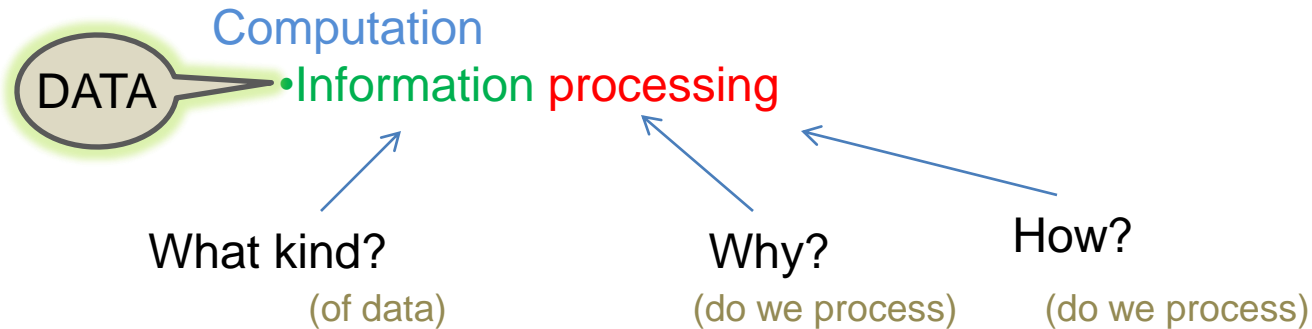 Computation
DATA
•Information processing
What kind?
Why?
How?
(of data)
(do we process)
(do we process)